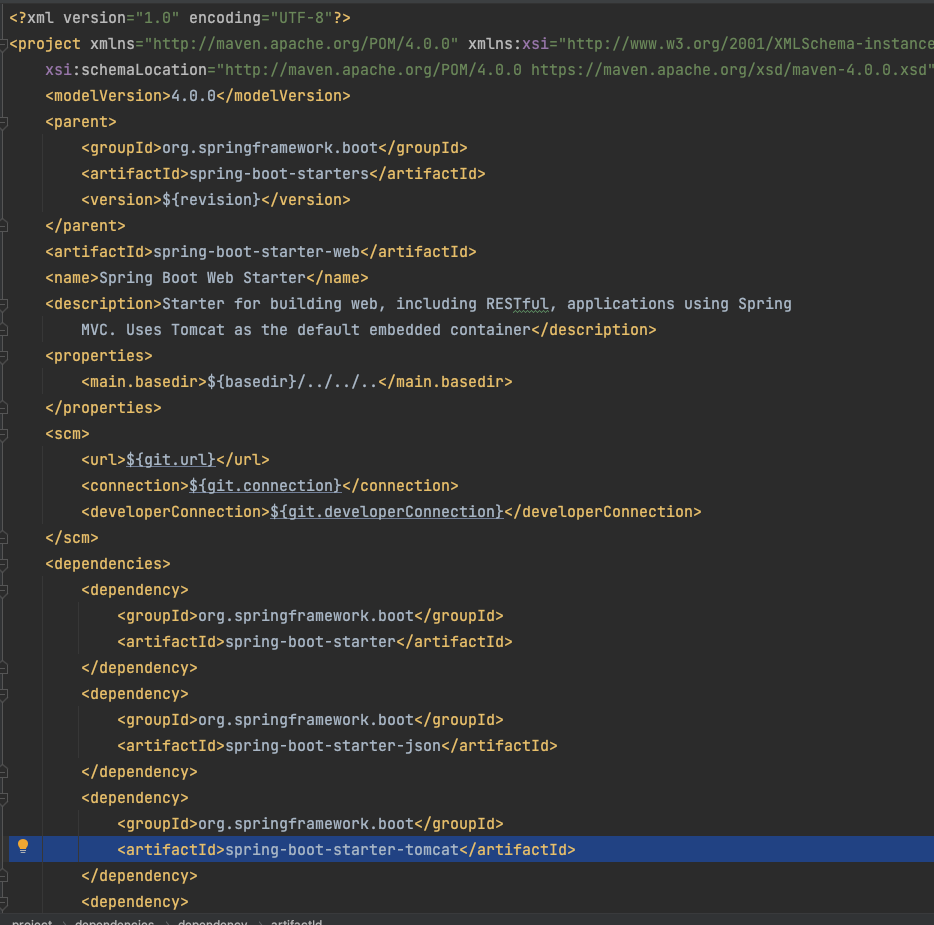 <?xml version="1.0" encoding="UTF-8"?>
<project xmlns="http://maven.apache.org/POM/4.0.0" xmlns:xsi="http://www.w3.org/2001/XMLSchema-instance
xsi:schemaLocation="http://maven.apache.org/POM/4.0.0 https://maven.apache.org/xsd/maven-4.0.0.xsd"
<modelVersion>4.0.0</modelVersion>
<parent>
<groupId>org.springframework.boot</groupId>
<artifactId>spring-boot-starters</artifactId>
<version>${revision}</version>
</parent>
<artifactId>spring-boot-starter-web</artifactId>
<name>Spring Boot Web Starter</name>
<description>Starter for building web, including RESTful, applications using Spring
MVC. Uses Tomcat as the default embedded container</description>
<properties>
<main.basedir>${basedir}/../../..</main.basedir>
</properties>
<scm>
<url>${git.url}</url>
<connection>${git.connection}</connection>
<developerConnection>${git.developerConnection}</developerConnection>
</scm>
<dependencies>
<dependency>
<groupId>org.springframework.boot</groupId>
<artifactId>spring-boot-starter</artifactId>
</dependency>
<dependency>
<groupId>org.springframework.boot</groupId>
<artifactId>spring-boot-starter-json</artifactId>
</dependency>
<dependency>
<groupId>org.springframework.boot</groupId>
<artifactId>spring-boot-starter-tomcat</artifactId>
</dependency>
<dependency>
project > dependencies > dependency > artifactId